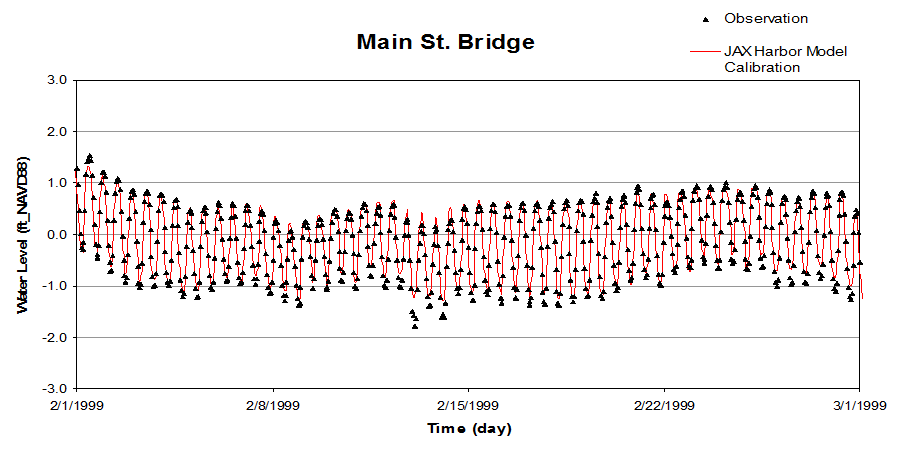 Observation
Main St. Bridge
JAX Harbor Model
Calibration
3.0
2.0
1.0
0.0
-1.0
-2.0
-3.0
Water Level (ft_NAVD88)
2/1/1999
2/8/1999
2/15/1999
2/22/1999
3/1/1999
Time (day)